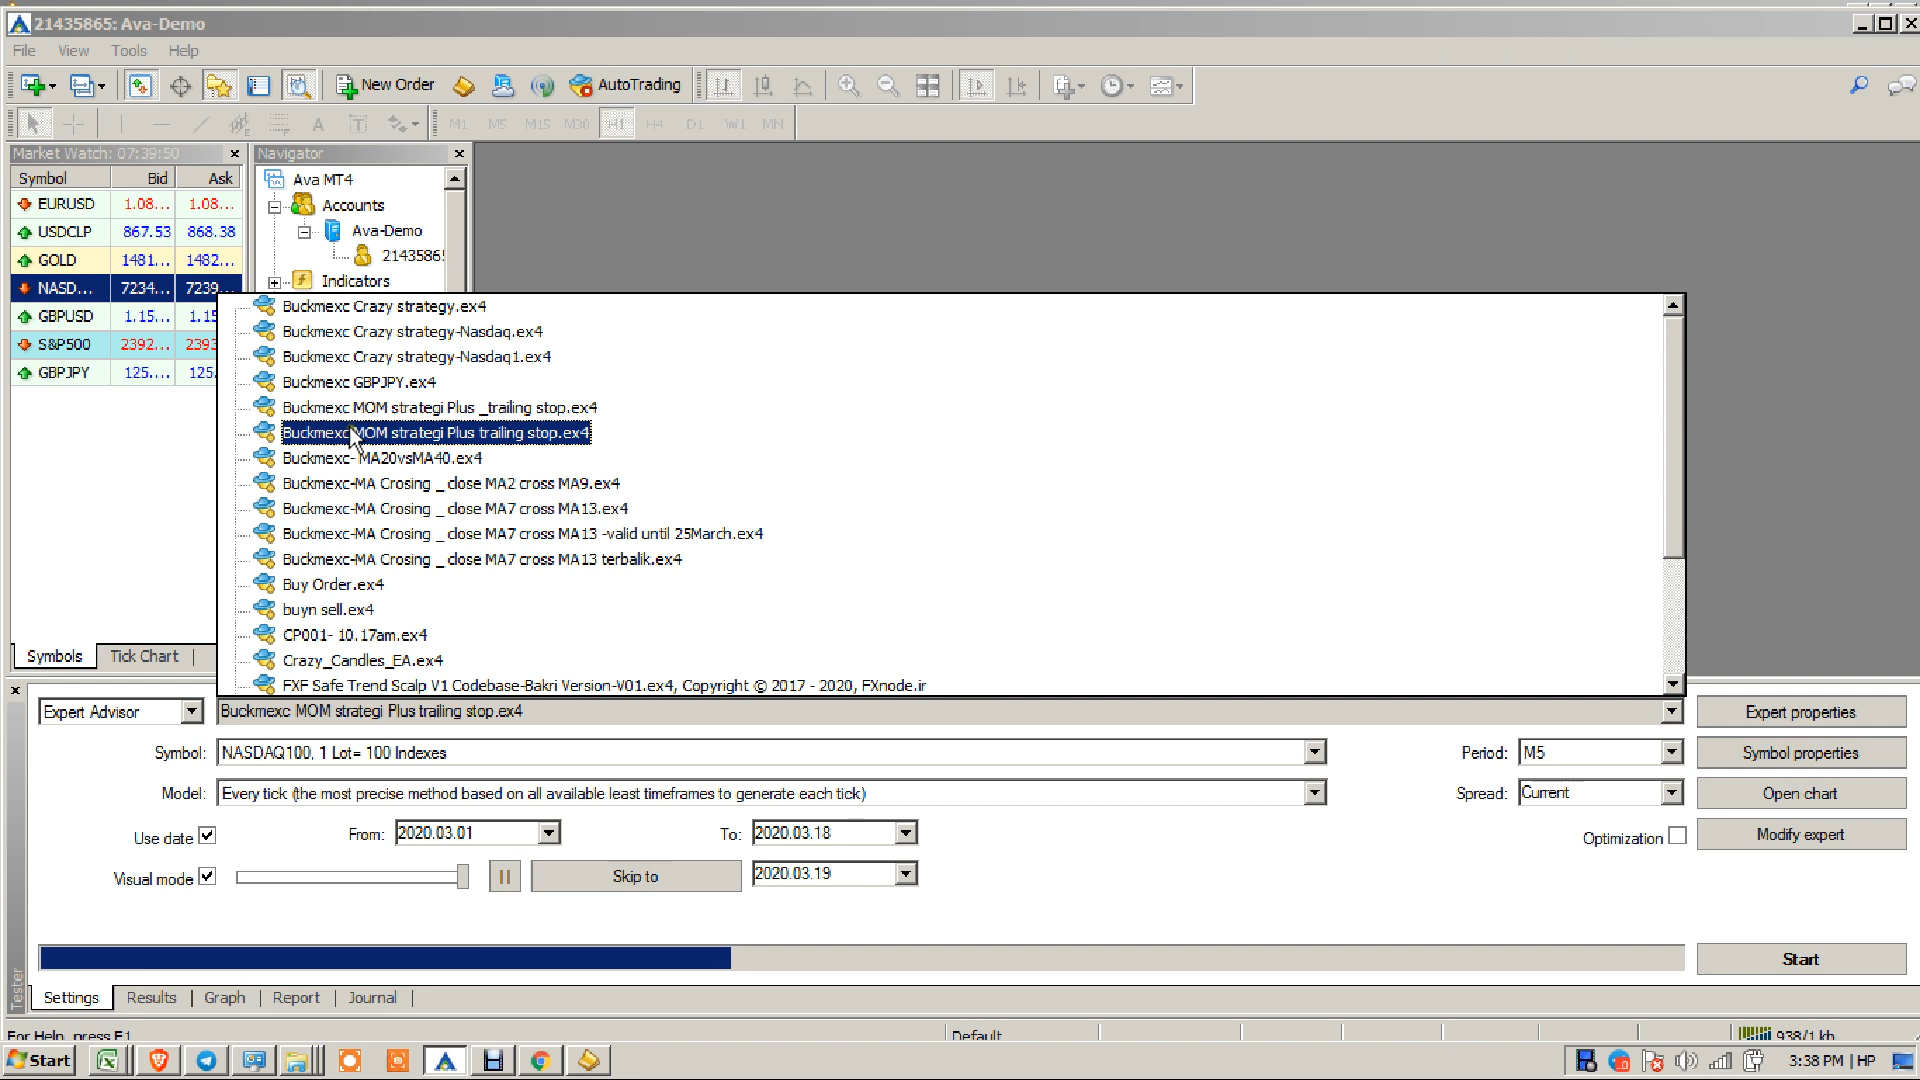 21435865: Ava-Demo
File View Tools Help
New Order AutoTrading
A T M1 M5 M15 M30 H1 H4 D1 W1 MN
Market Watch: 07:39:50
Symbol Bid Ask
EURUSD 1.08... 1.08...
USDCLP 867.53 868.38
GOLD 1481... 1482...
NASD... 7234... 7239...
GBPUSD 1.15... 1.15
S&P500 2392... 2393
GBPJPY 125.... 125.
Symbols Tick Chart
Navigator
Ava MT4
Accounts
Ava-Demo
21435865
Indicators
Buckmexc Crazy strategy.ex4
Buckmexc Crazy strategy-Nasdaq.ex4
Buckmexc Crazy strategy-Nasdaq1.ex4
Buckmexc GBPJPY.ex4
Buckmexc MOM strategi Plus _trailing stop.ex4
Buckmexc MOM strategi Plus trailing stop.ex4
Buckmexc- MA20vsMA40.ex4
Buckmexc-MA Crosing _ close MA2 cross MA9.ex4
Buckmexc-MA Crosing _ close MA7 cross MA13.ex4
Buckmexc-MA Crosing _ close MA7 cross MA13 -valid until 25March.ex4
Buckmexc-MA Crosing _ close MA7 cross MA13 terbalik.ex4
Buy Order.ex4
buyn sell.ex4
CP001- 10.17am.ex4
Crazy_Candles_EA.ex4
FXF Safe Trend Scalp V1 Codebase-Bakri Version-V01.ex4, Copyright © 2017 - 2020, FXnode.ir
Expert Advisor Buckmexc MOM strategi Plus trailing stop.ex4 Expert properties
Symbol: NASDAQ100, 1 Lot= 100 Indexes Period: M5 Symbol properties
Model: Every tick (the most precise method based on all available least timeframes to generate each tick) Spread: Current Open chart
Use date From: 2020.03.01 To: 2020.03.18 Optimization Modify expert
Visual mode Skip to 2020.03.19
Start
Tester
Settings Results Graph Report Journal
For Help, press F1 Default 938/1 kb
Start 3:38 PM | HP